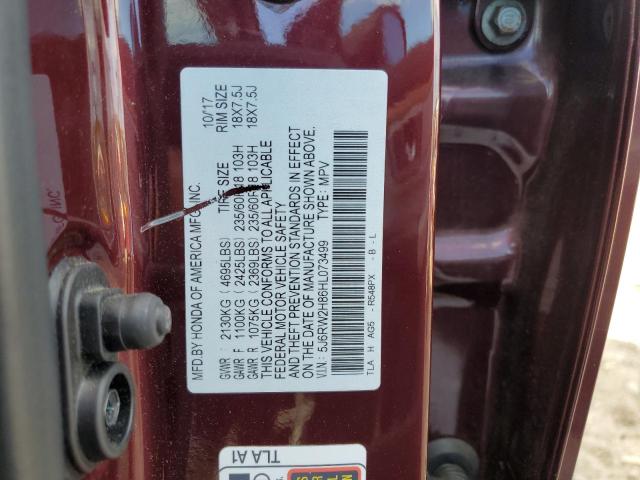 MFD.BY HONDA OF AMERICA MFG., INC. 10/17
TIRE SIZE RIM SIZE
GVWR : 2130KG ( 4695LBS)
GAWR F : 1100KG ( 2425LBS) 235/60R18 103H 18X7.5J
GAWR R : 1075KG ( 2369LBS) 235/60R18 103H 18X7.5J
THIS VEHICLE CONFORMS TO ALL APPLICABLE
FEDERAL MOTOR VEHICLE SAFETY
AND THEFT PREVENTION STANDARDS IN EFFECT
ON THE DATE OF MANUFACTURE SHOWN ABOVE.
V.I.N.: 5J6RW2H86HL073499 TYPE: MPV
TLA H AG5 - R548PX - B - L
TLA A1